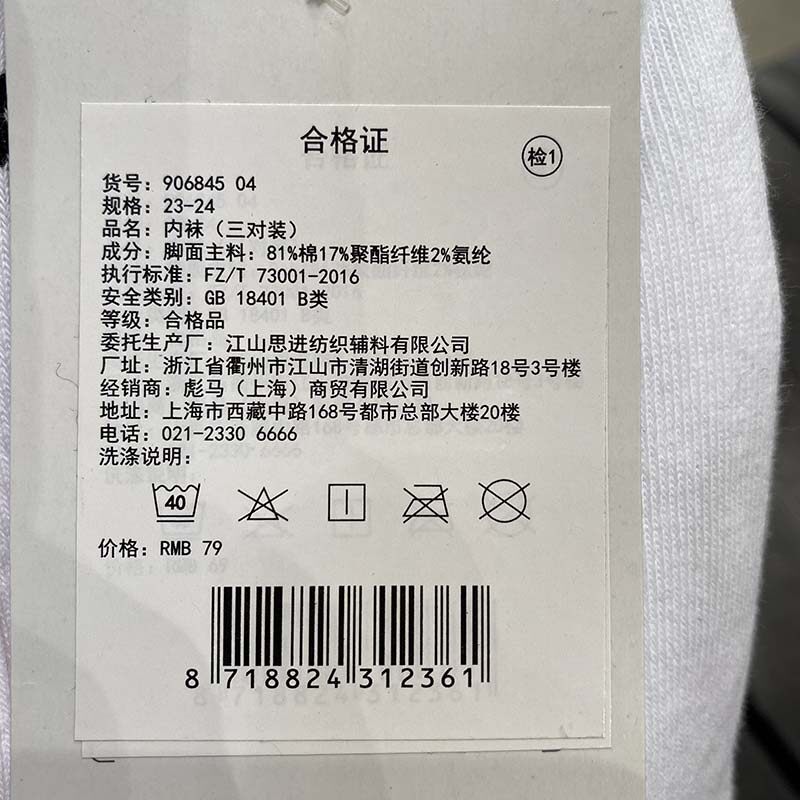 合格证
检1
货号：906845 04
规格：23-24
品名：内袜（三对装）
成分：脚面主料：81%棉17%聚酯纤维2%氨纶
执行标准：FZ/T 73001-2016
安全类别：GB 18401 B类
等级：合格品
委托生产厂：江山思进纺织辅料有限公司
厂址：浙江省衢州市江山市清湖街道创新路18号3号楼
经销商：彪马（上海）商贸有限公司
地址：上海市西藏中路168号都市总部大楼20楼
电话：021-2330 6666
洗涤说明：
40
价格：RMB 79
8 718824 312361